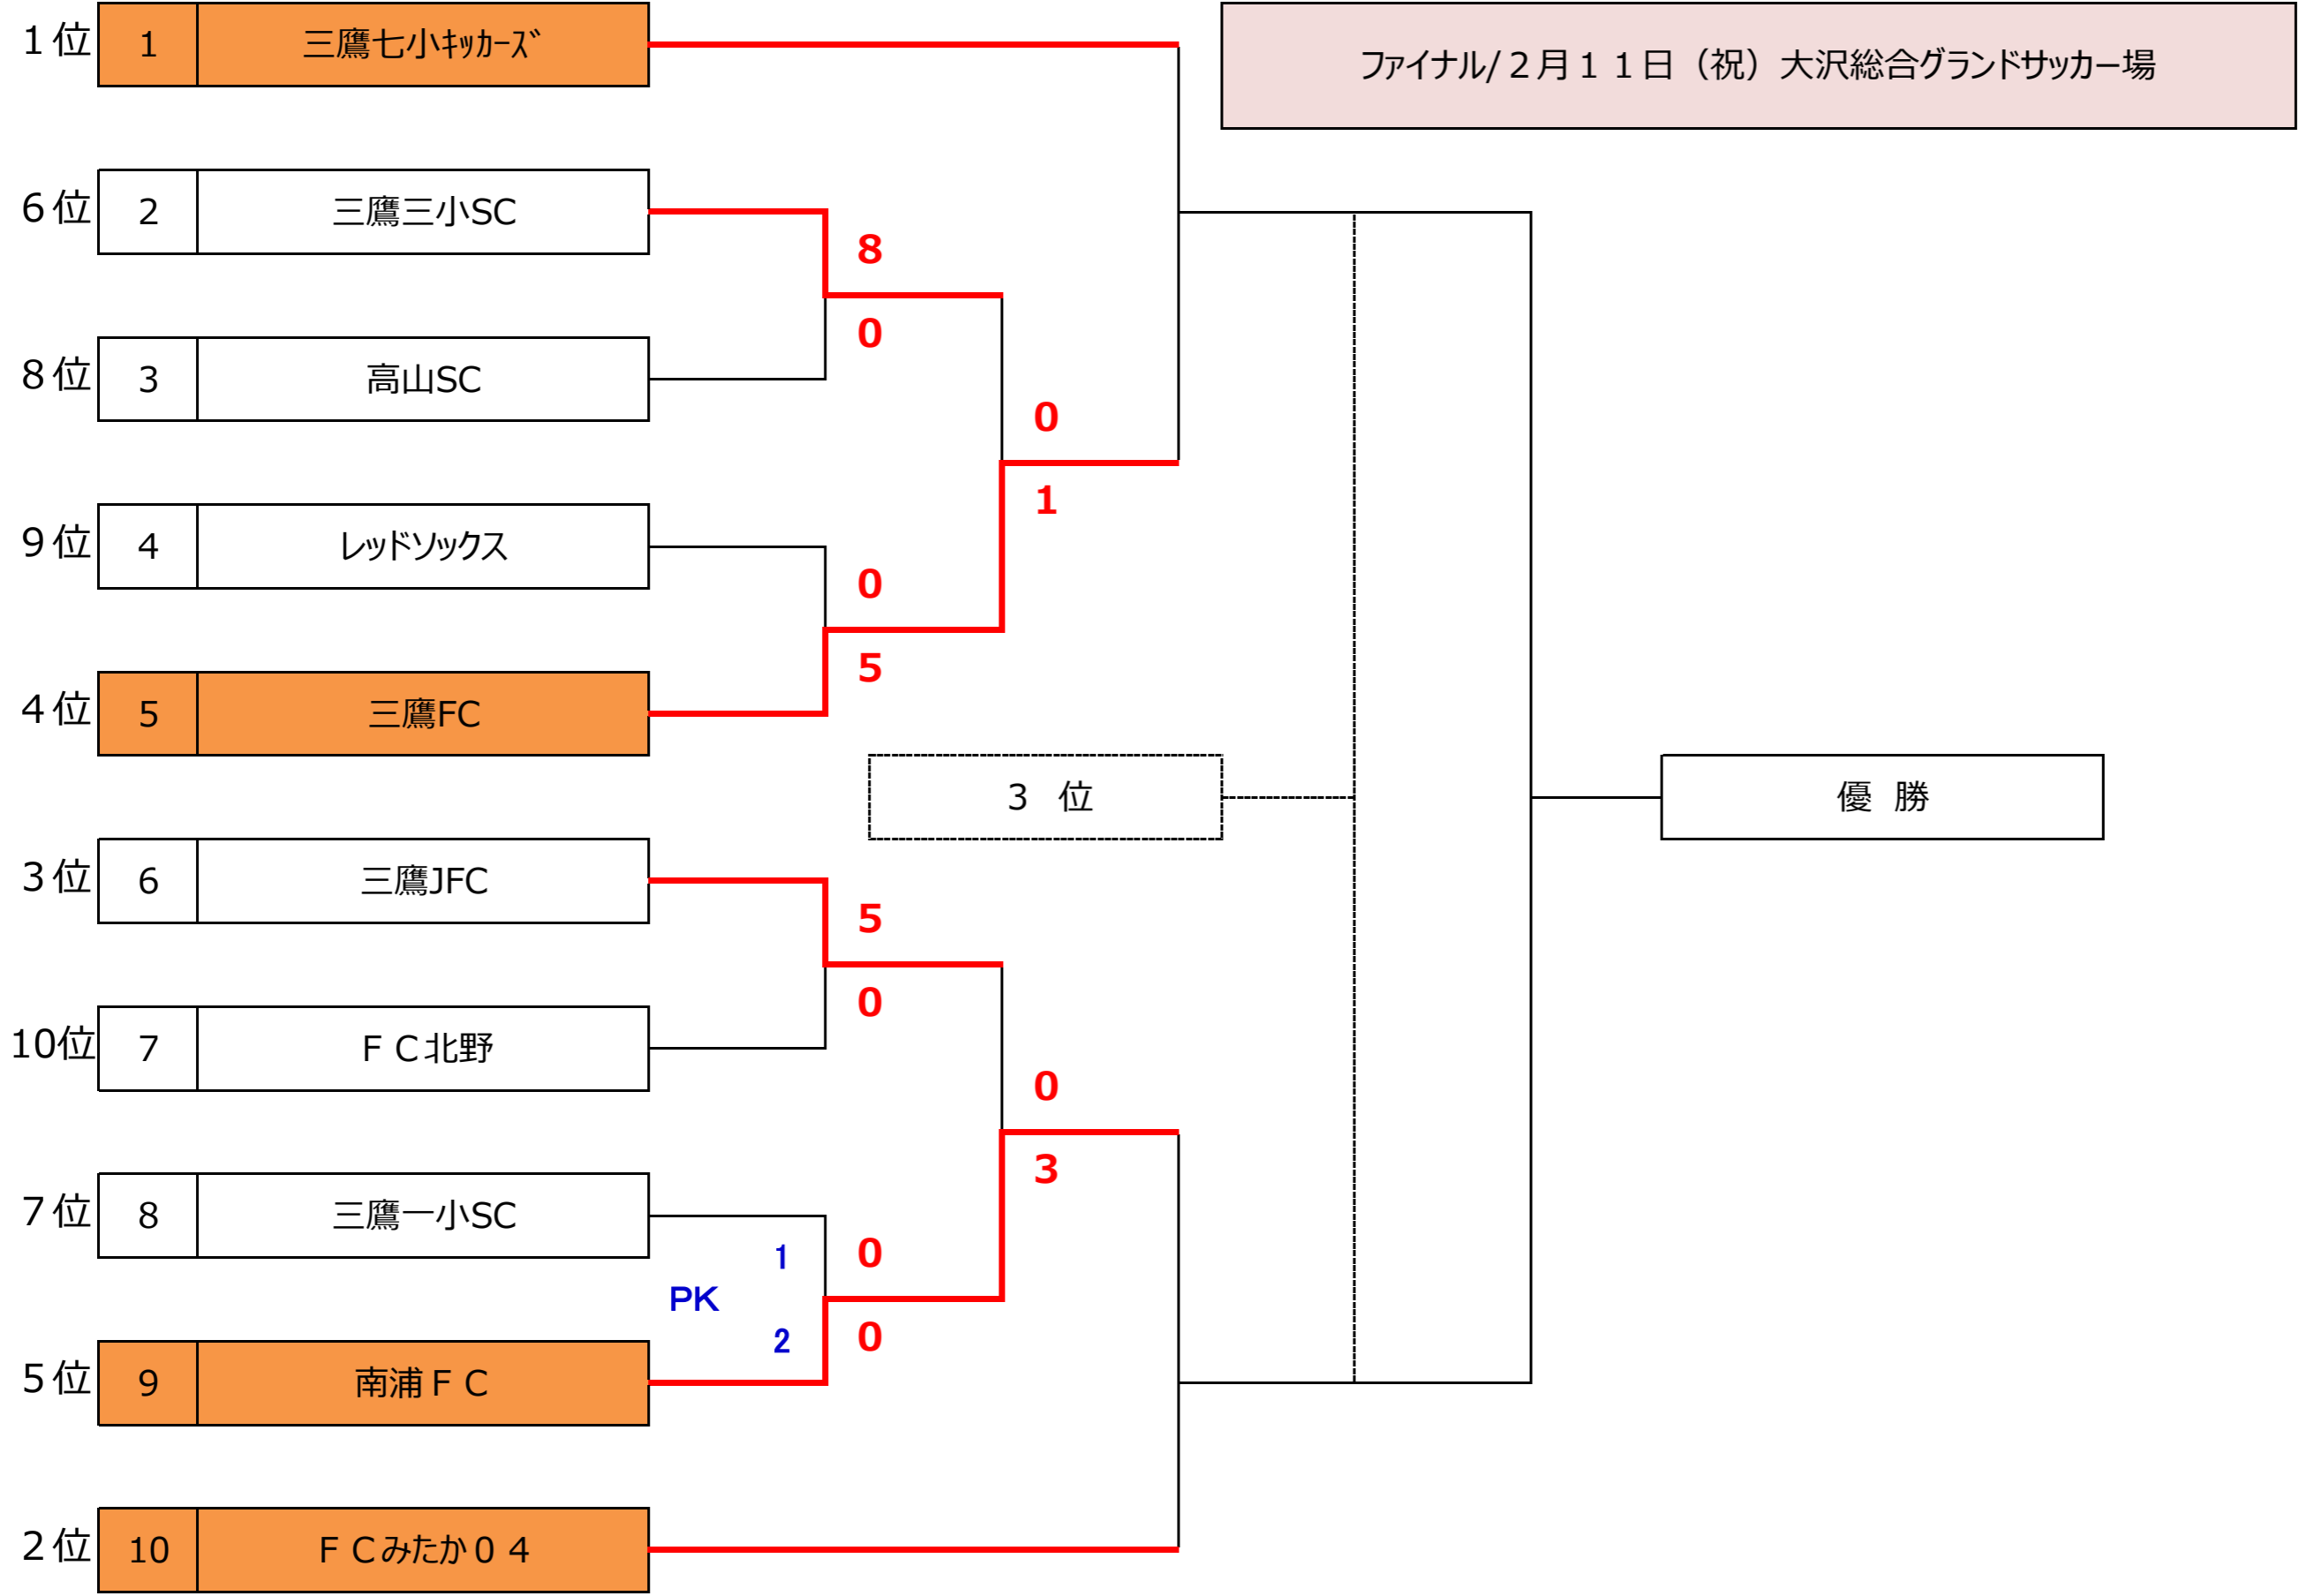 1位 1 三鷹七小ｷｯｶｰｽﾞ
ファイナル/２月１１日（祝）大沢総合グランドサッカー場
6位 2 三鷹三小SC
8
0
8位 3 高山SC
0
1
9位 4 レッドソックス
0
5
4位 5 三鷹FC
3 位
優 勝
3位 6 三鷹JFC
5
0
10位 7 ＦＣ北野
0
3
7位 8 三鷹一小SC
1
0
PK
2
0
5位 9 南浦ＦＣ
2位 10 ＦＣみたか０４